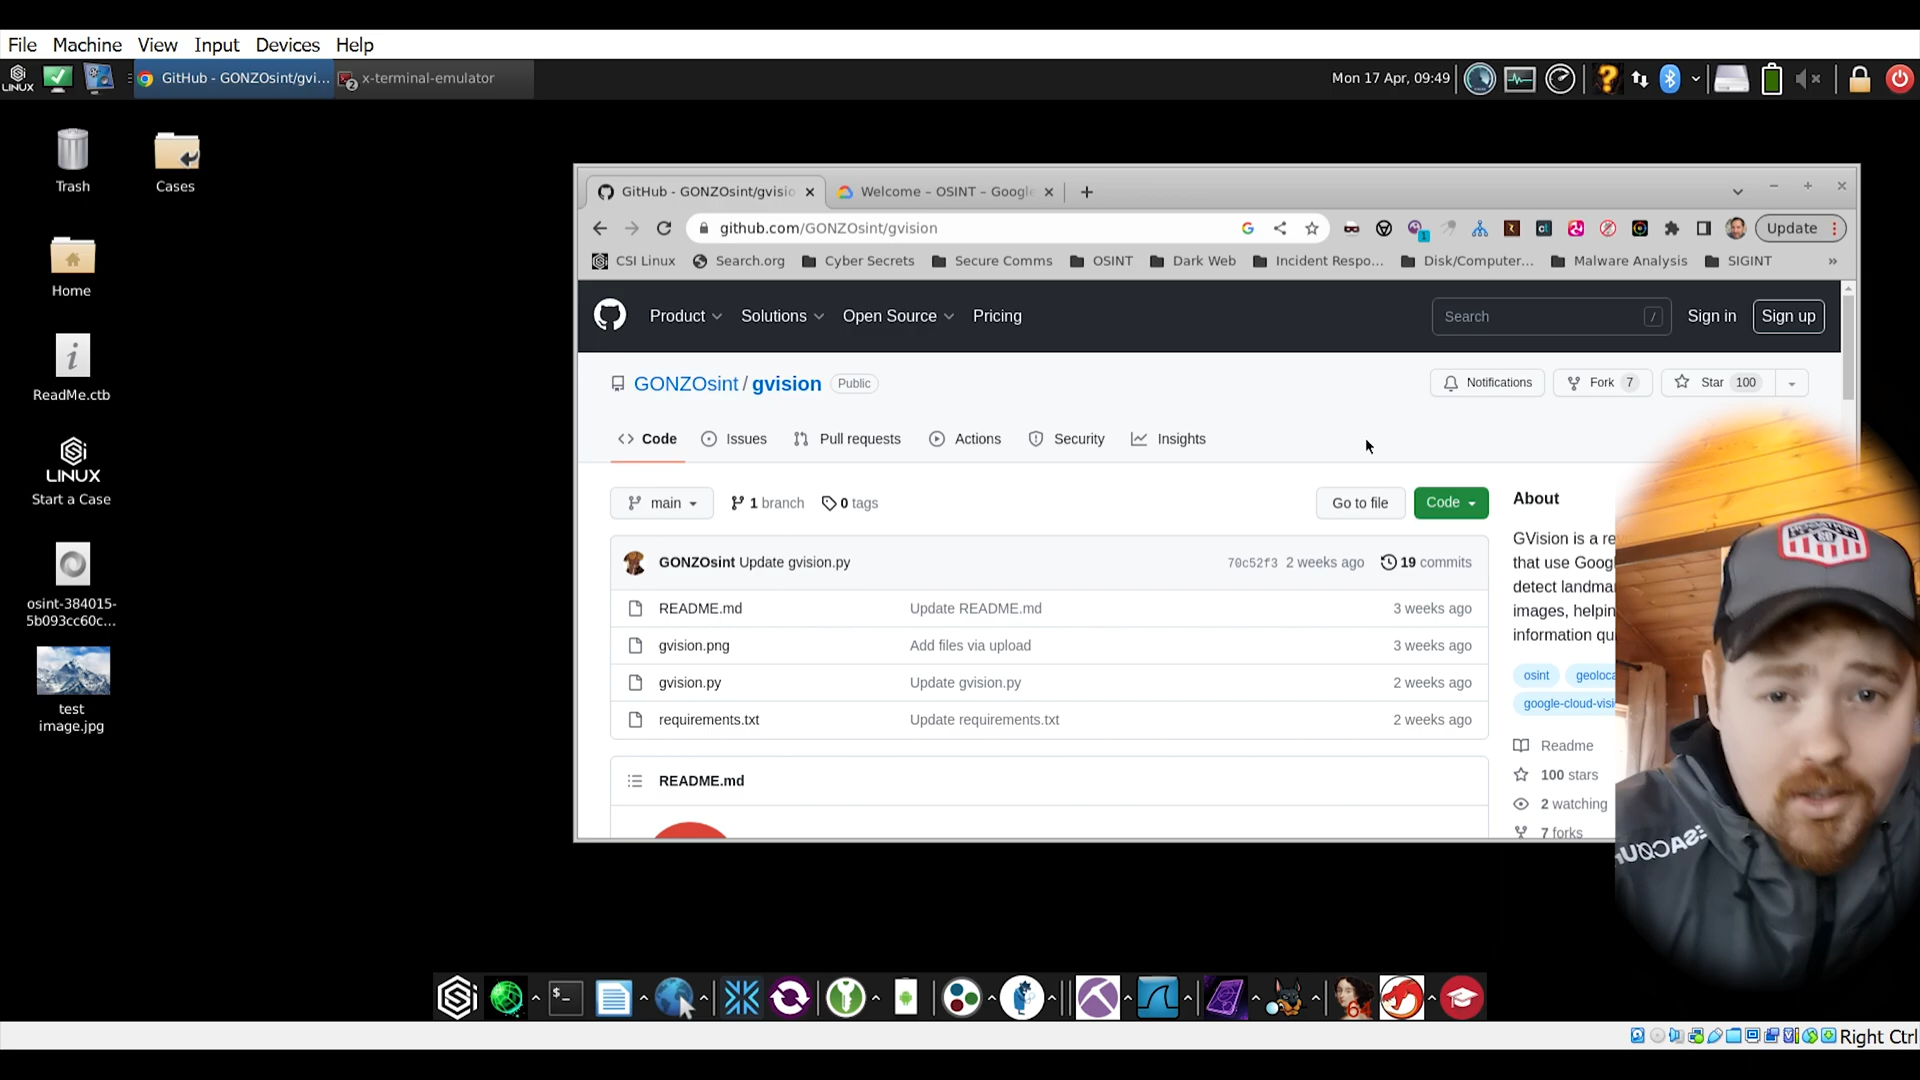 File Machine View Input Devices Help
LINUX
GitHub - GONZOsint/gvi...
2
x-terminal-emulator
Mon 17 Apr, 09:49
Trash
Cases
Home
ReadMe.ctb
LINUX
Start a Case
osint-384015-
5b093cc60c...
test
image.jpg
GitHub - GONZOsint/gvisio
Welcome – OSINT – Google
github.com/GONZOsint/gvision
1
Update
CSI Linux Search.org Cyber Secrets Secure Comms OSINT Dark Web Incident Respo... Disk/Computer... Malware Analysis SIGINT »
Product Solutions Open Source Pricing
Search /
Sign in Sign up
GONZOsint / gvision Public
Notifications Fork 7 Star 100
Code Issues Pull requests Actions Security Insights
main 1 branch 0 tags Go to file Code
GONZOsint Update gvision.py 70c52f3 2 weeks ago 19 commits
README.md Update README.md 3 weeks ago
gvision.png Add files via upload 3 weeks ago
gvision.py Update gvision.py 2 weeks ago
requirements.txt Update requirements.txt 2 weeks ago
README.md
About
GVision is a re
that use Goog
detect landma
images, helpin
information qu
osint geoloca
google-cloud-visi
Readme
100 stars
2 watching
7 forks
$_
64
Right Ctrl